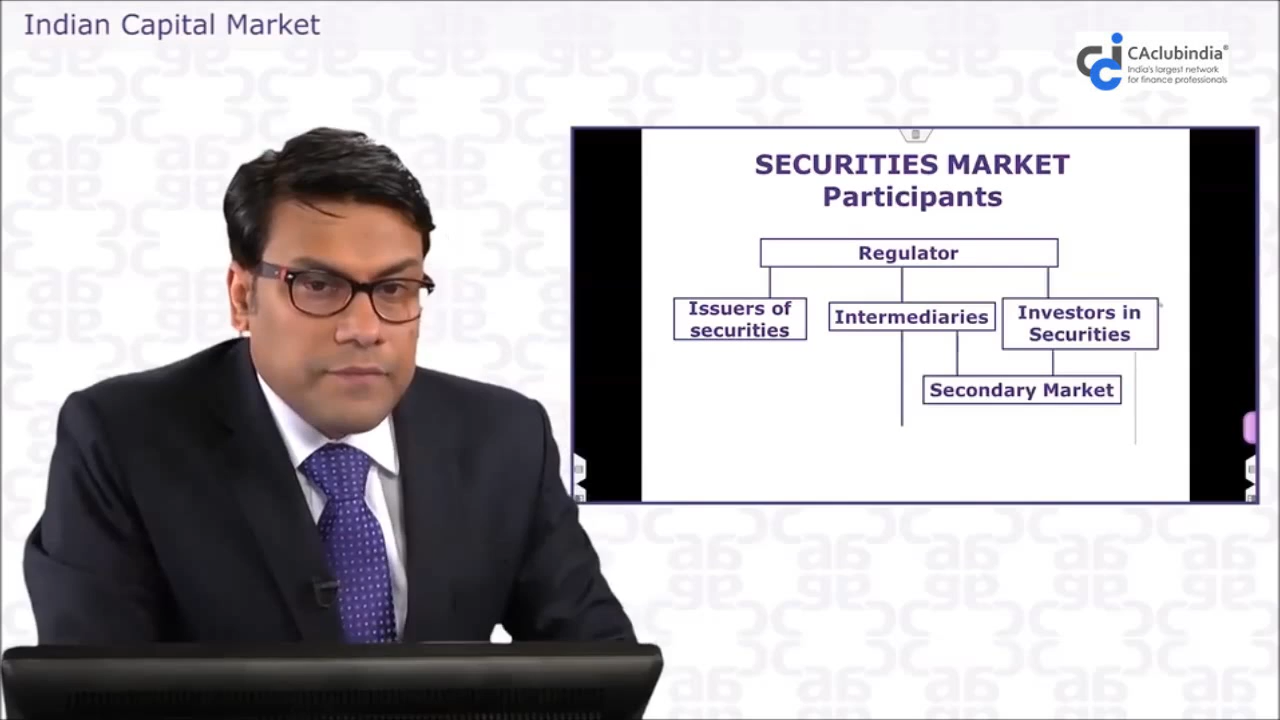 Indian Capital Market
CAclubindia®
India's largest network
for finance professionals
SECURITIES MARKET
Participants
Regulator
Issuers of
securities
Intermediaries
Investors in
Securities
Secondary Market